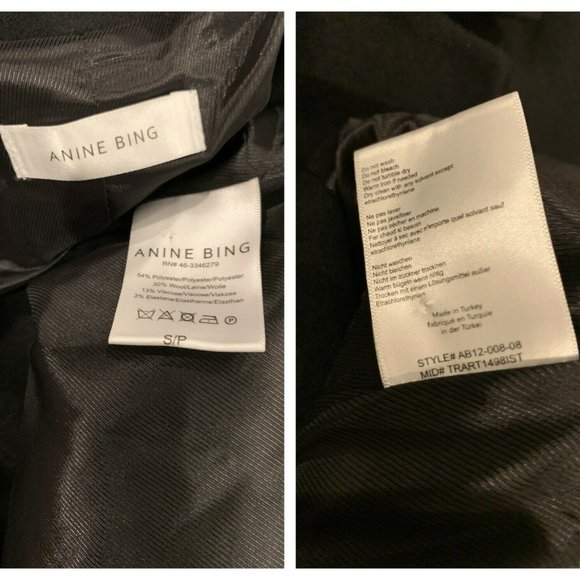 ANINE BING
ANINE BING
RN# 46-3346279
54% Polyester/Polyester/Polyester
30% Wool/Laine/Wolle
13% Viscose/Viscose/Viskose
3% Elastane/Elasthanne/Elasthan
P
S/P
Do not wash
Do not bleach
Do not tumble dry
Warm iron if needed
Dry clean with any solvent except
etrachlorethynlene
Ne pas laver
Ne pas javelliser
Ne pas sécher en machine
Fer chaud si besoin
Nettoyer à sec avec n'importe quel solvant sauf
etrachlorethyléne
Nicht waschen
Nicht bleichen
Nicht im trockner trocknen
Warm bügeln wenn nötig
Trocken mit einem Lösungsmittel außer
Etrachlorethylen
Made in Turkey
Fabriqué en Turquie
in der Türkei
STYLE# AB12-008-08
MID# TRART1498IST